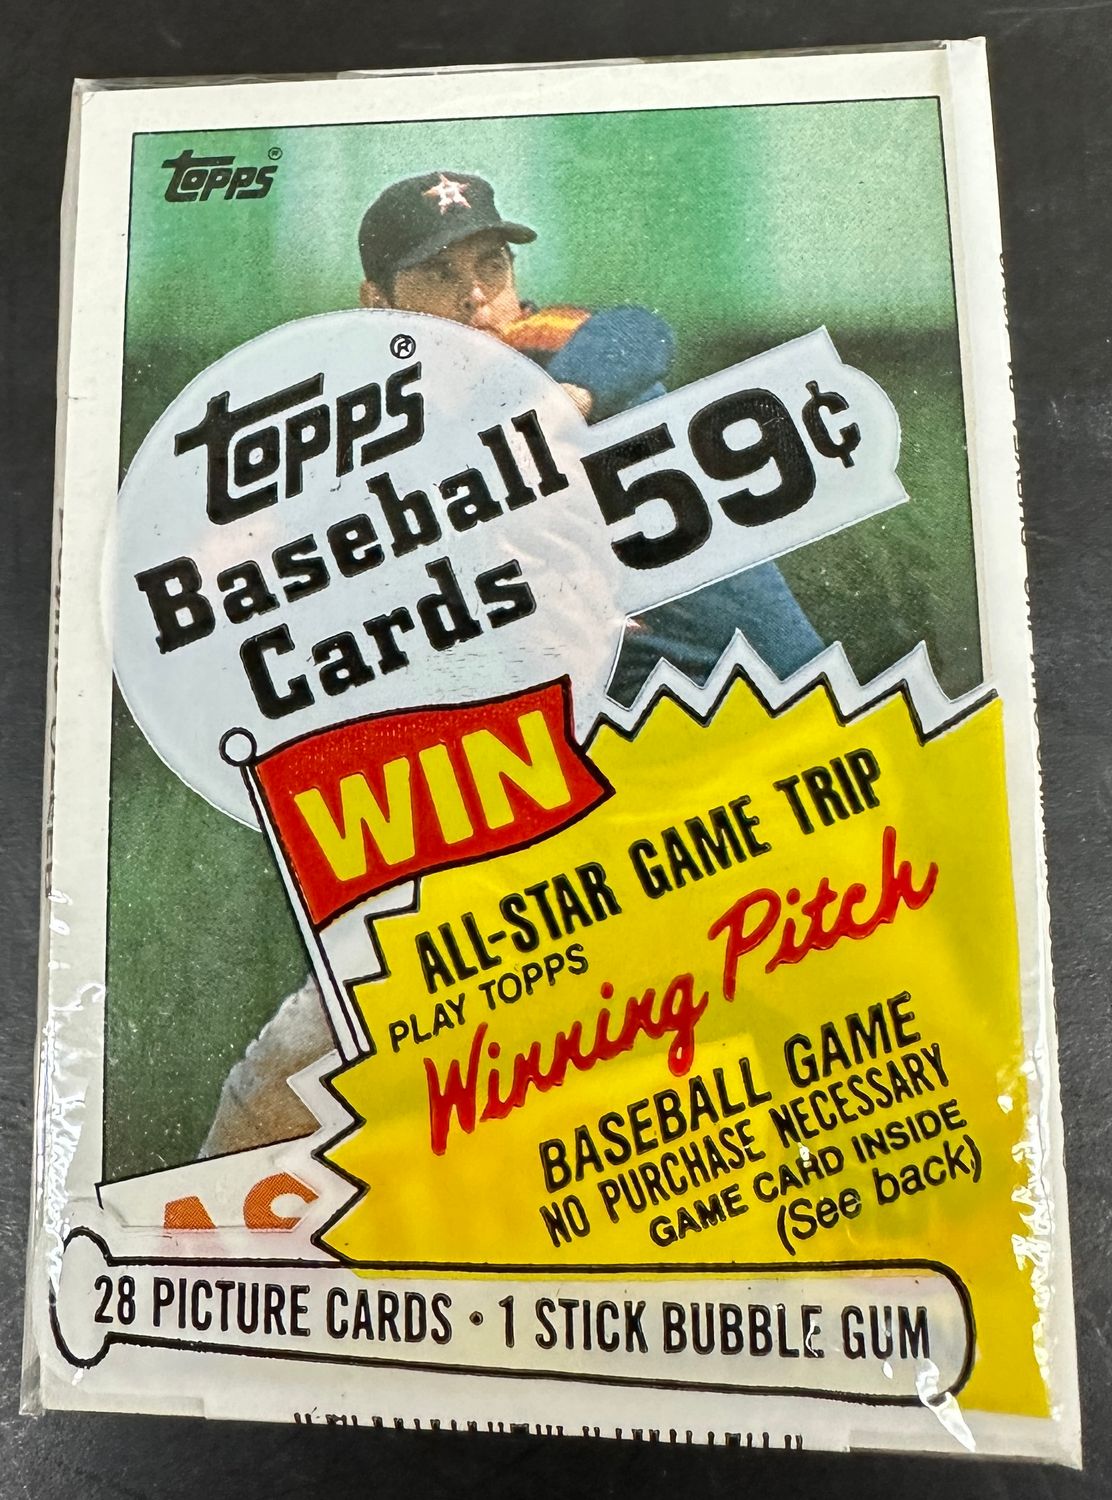 TOPPS®
TOPPS®
Baseball
Cards
59¢
WIN
ALL-STAR GAME TRIP
PLAY TOPPS
Winning Pitch
BASEBALL GAME
NO PURCHASE NECESSARY
GAME CARD INSIDE
(See back)
AS
28 PICTURE CARDS • 1 STICK BUBBLE GUM